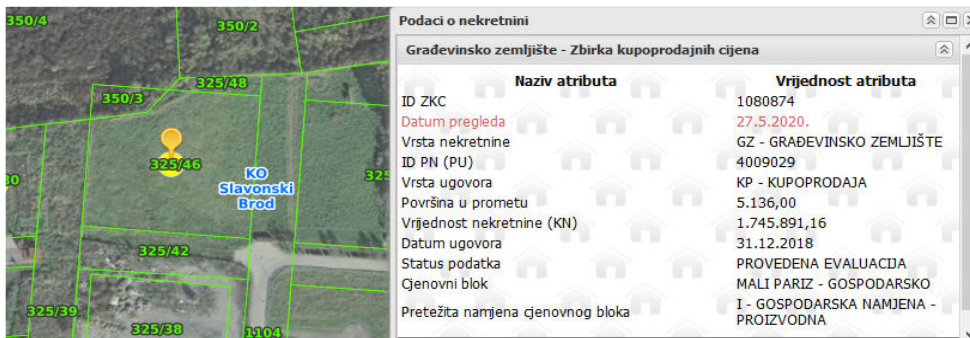 350/4
350/2
325/48
350/3
325/46
KO
Slavonski
Brod
325/42
325/39
325/38
1104
Podaci o nekretnini
Građevinsko zemljište - Zbirka kupoprodajnih cijena
Naziv atributa Vrijednost atributa
ID ZKC 1080874
Datum pregleda 27.5.2020.
Vrsta nekretnine GZ - GRAĐEVINSKO ZEMLJIŠTE
ID PN (PU) 4009029
Vrsta ugovora KP - KUPOPRODAJA
Površina u prometu 5.136,00
Vrijednost nekretnine (KN) 1.745.891,16
Datum ugovora 31.12.2018
Status podatka PROVEDENA EVALUACIJA
Cjenovni blok MALI PARIZ - GOSPODARSKO
Pretežita namjena cjenovnog bloka I - GOSPODARSKA NAMJENA -
PROIZVODNA